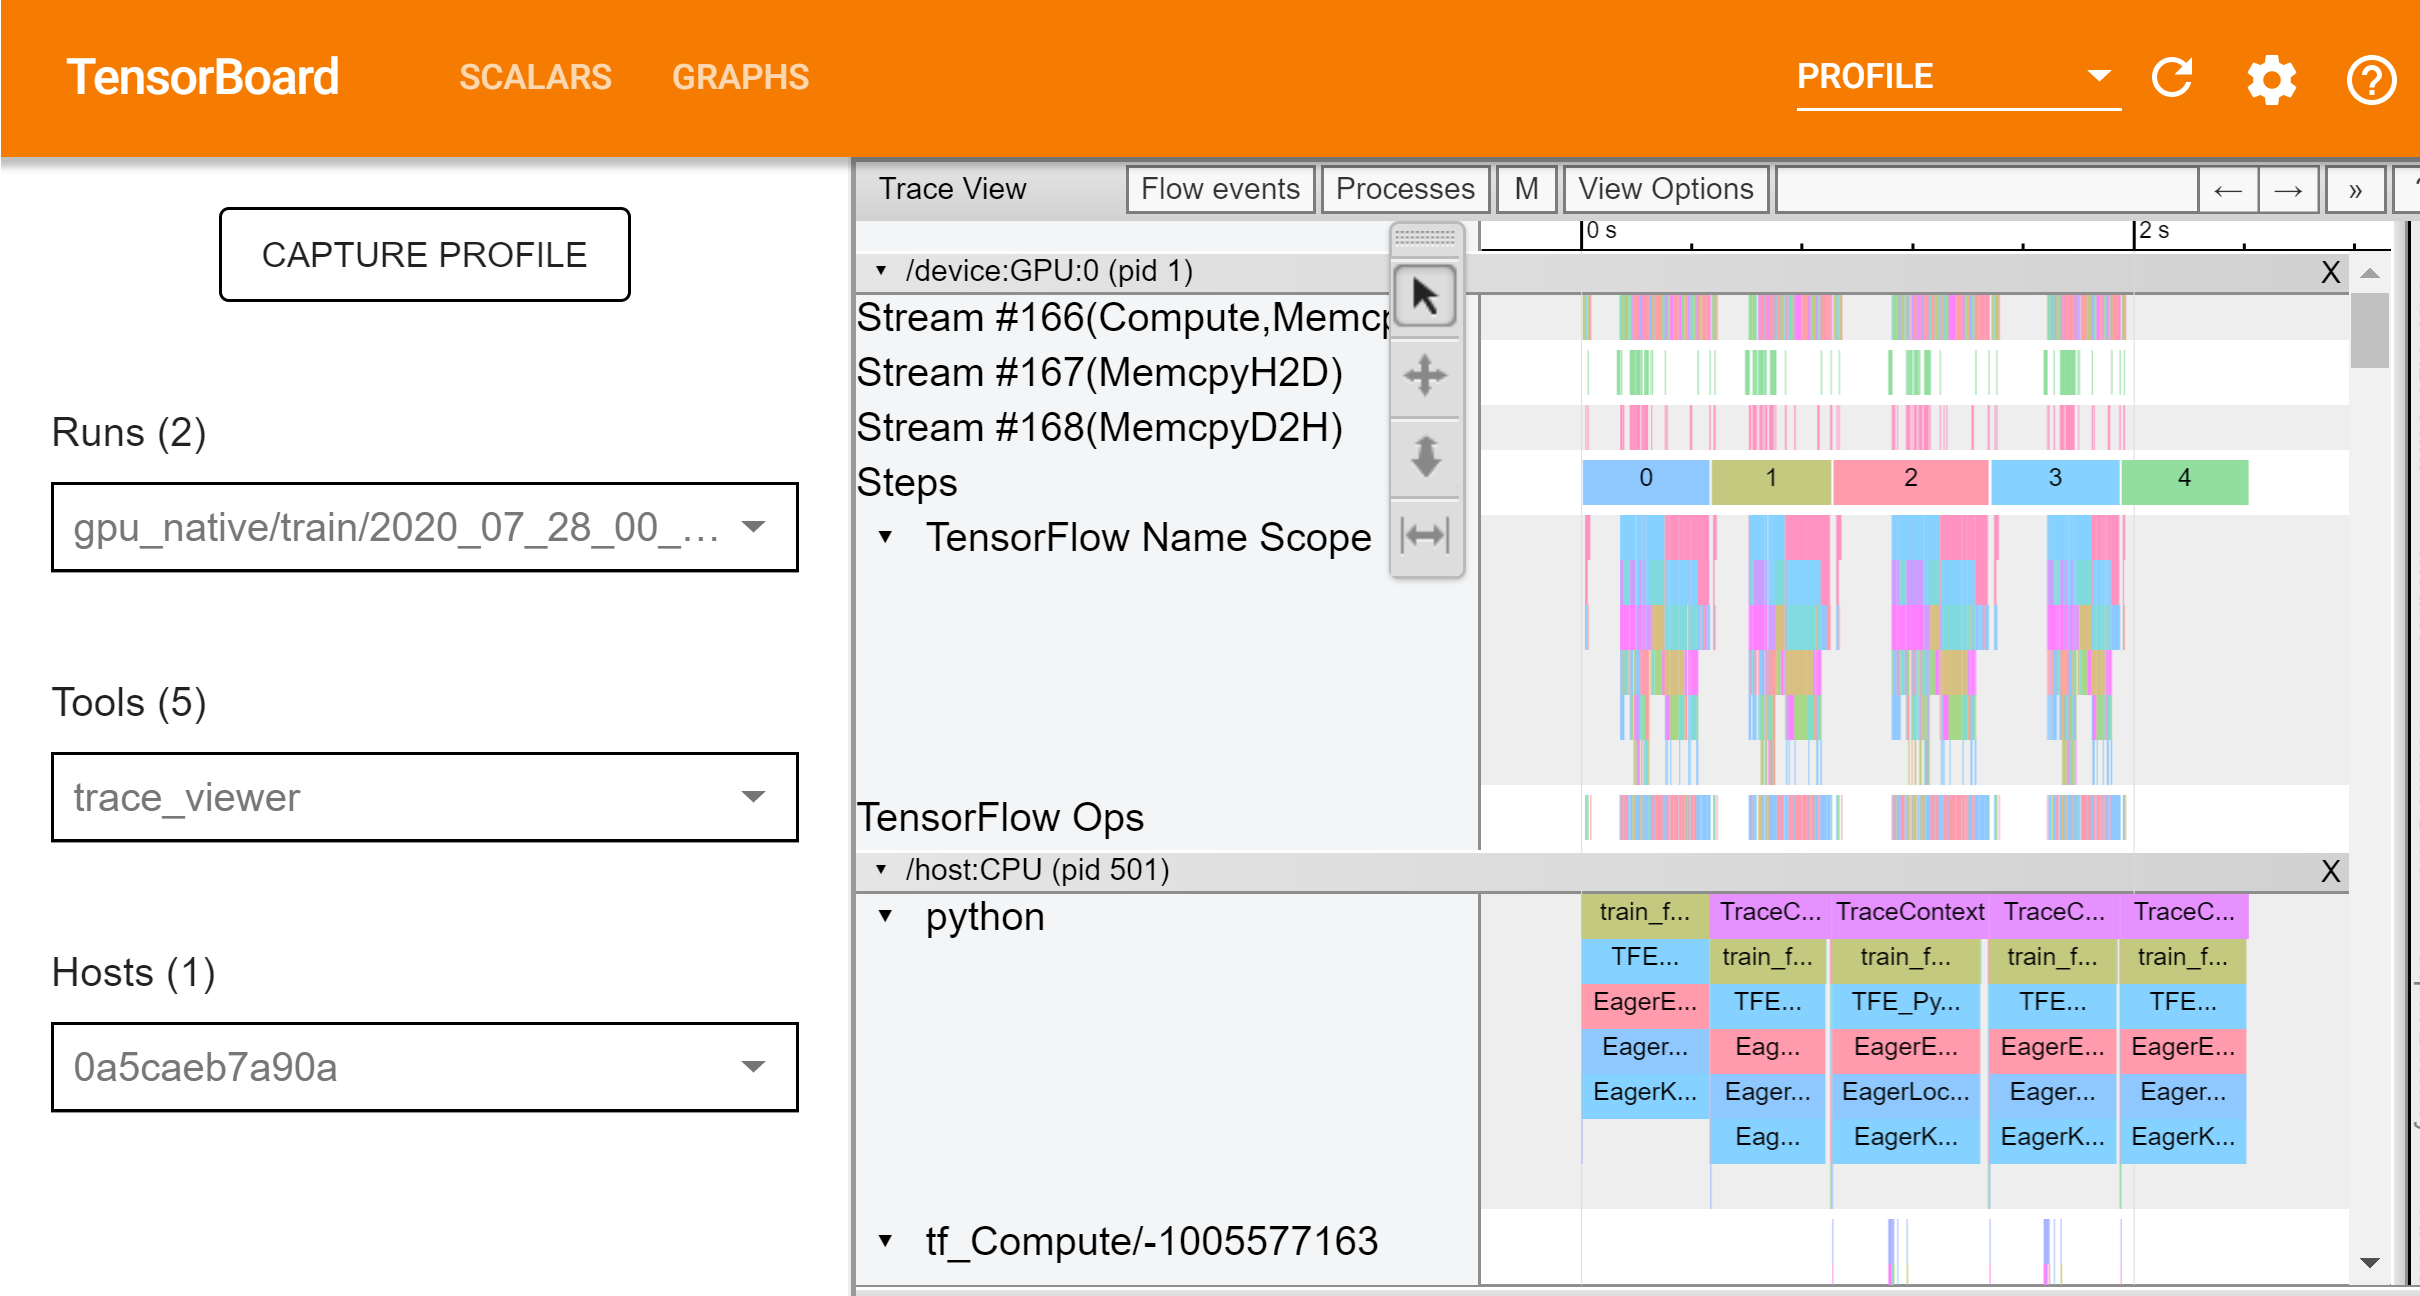 TensorBoard SCALARS GRAPHS PROFILE
CAPTURE PROFILE
Runs (2)
gpu_native/train/2020_07_28_00_...
Tools (5)
trace_viewer
Hosts (1)
0a5caeb7a90a
Trace View Flow events Processes M View Options ← → »
0 s 2 s
/device:GPU:0 (pid 1) X
Stream #166(Compute,Memcp
Stream #167(MemcpyH2D)
Stream #168(MemcpyD2H)
Steps 0 1 2 3 4
TensorFlow Name Scope
TensorFlow Ops
/host:CPU (pid 501) X
python
train_f... TraceC... TraceContext TraceC... TraceC...
TFE... train_f... train_f... train_f... train_f...
EagerE... TFE... TFE_Py... TFE... TFE...
Eager... Eag... EagerE... EagerE... EagerE...
EagerK... Eager... EagerLoc... Eager... Eager...
Eag... EagerK... EagerK... EagerK...
tf_Compute/-1005577163